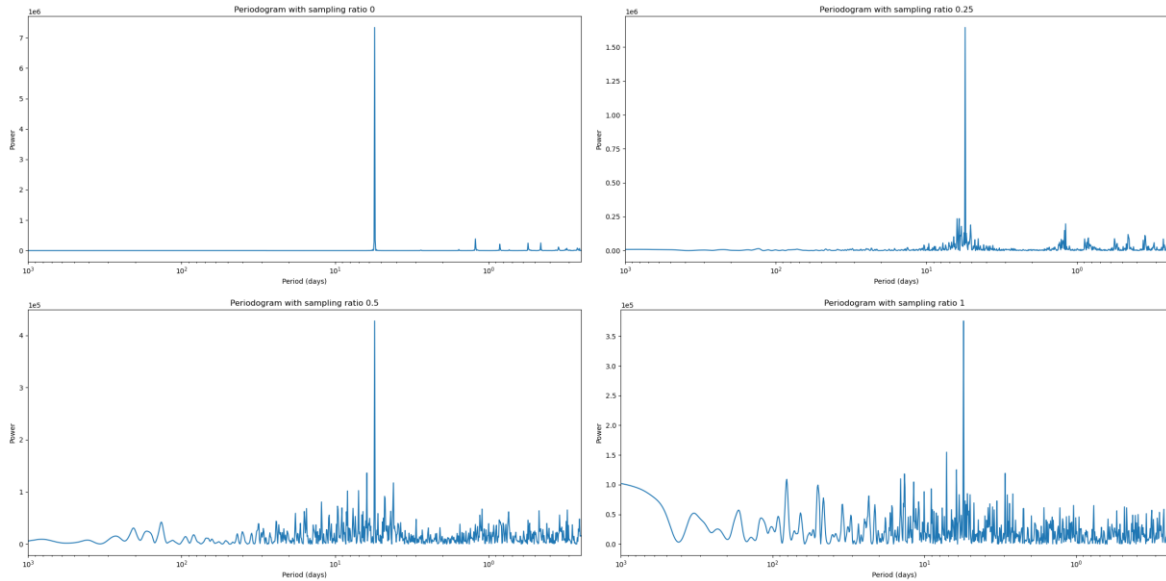 Periodogram with sampling ratio 0
1e6
7
6
5
4
3
2
1
0
Power
10³ 10² 10¹ 10⁰
Period (days)
Periodogram with sampling ratio 0.25
1e6
1.50
1.25
1.00
0.75
0.50
0.25
0.00
Power
10³ 10² 10¹ 10⁰
Period (days)
Periodogram with sampling ratio 0.5
1e5
4
3
2
1
0
Power
10³ 10² 10¹ 10⁰
Period (days)
Periodogram with sampling ratio 1
1e5
3.5
3.0
2.5
2.0
1.5
1.0
0.5
0.0
Power
10³ 10² 10¹ 10⁰
Period (days)